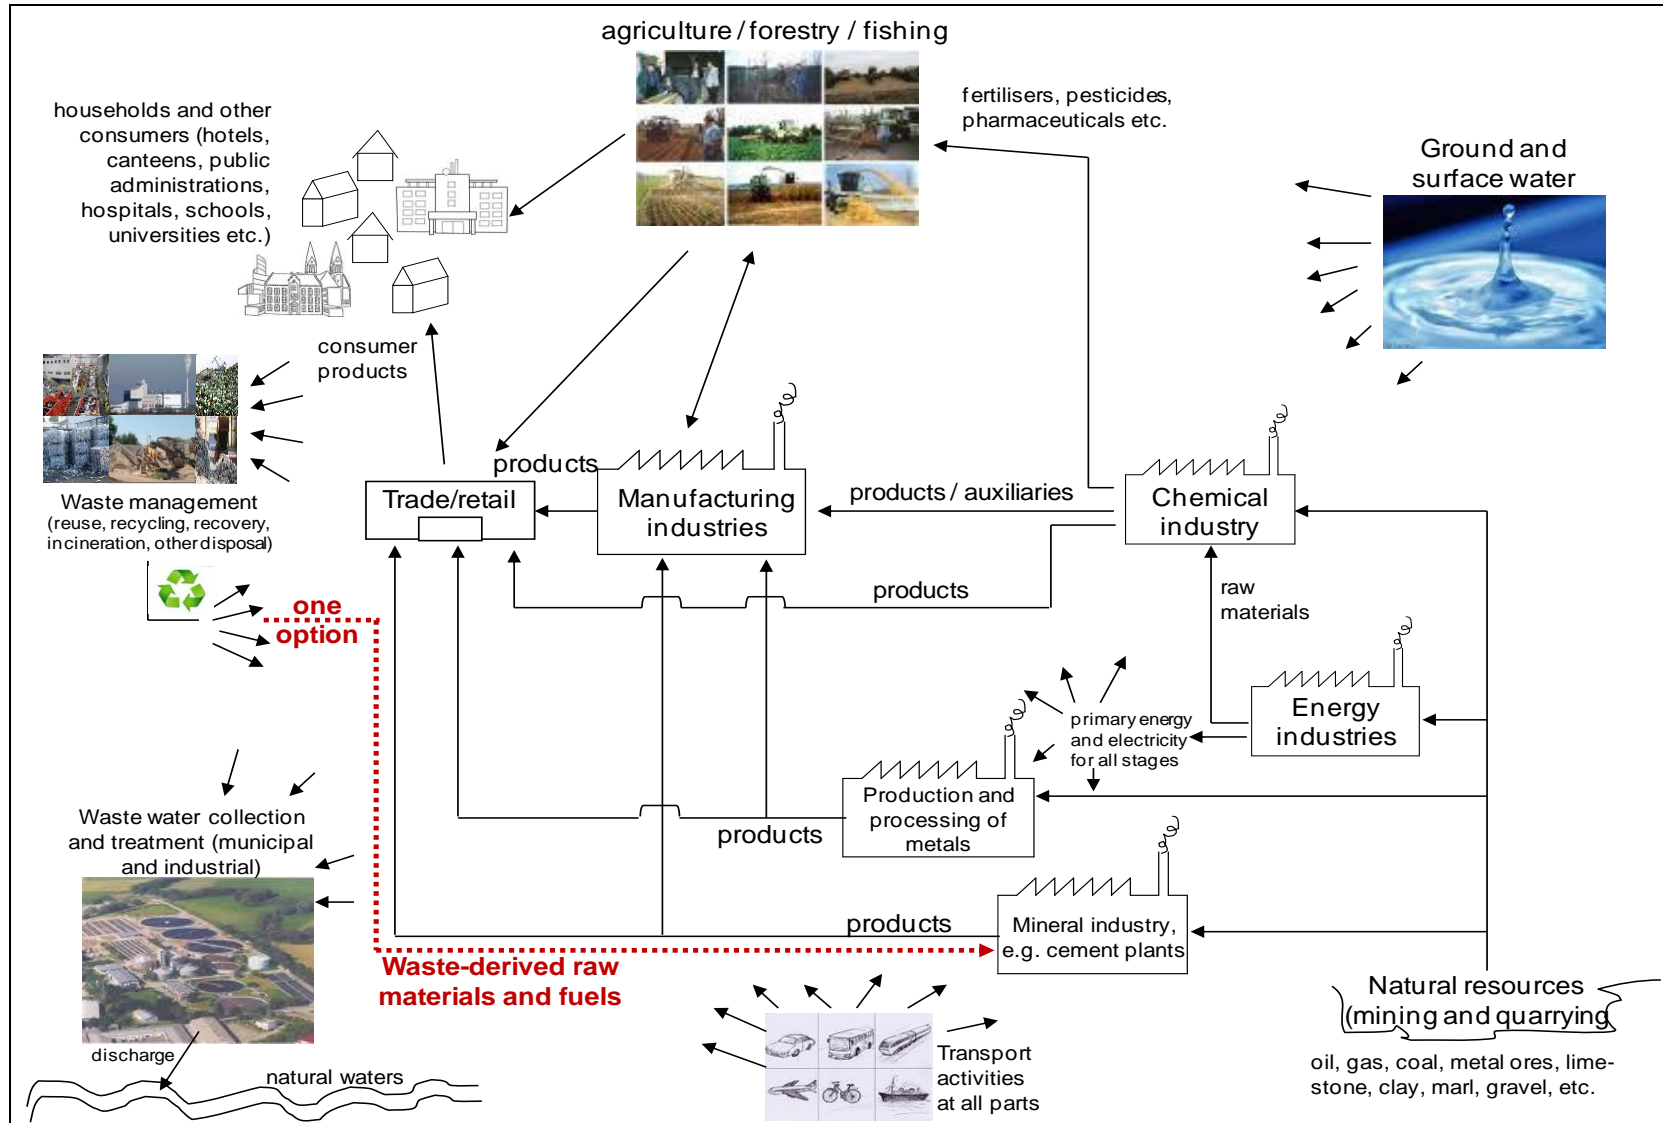 agriculture / forestry / fishing
households and other
consumers (hotels,
canteens, public
administrations,
hospitals, schools,
universities etc.)
fertilisers, pesticides,
pharmaceuticals etc.
Ground and
surface water
consumer
products
Waste management
(reuse, recycling, recovery,
incineration, other disposal)
products
Trade/retail
Manufacturing
industries
products / auxiliaries
Chemical
industry
products
raw
materials
one
option
primary energy
and electricity
for all stages
Energy
industries
Production and
processing of
metals
products
Waste water collection
and treatment (municipal
and industrial)
products
Mineral industry,
e.g. cement plants
Waste-derived raw
materials and fuels
Natural resources
(mining and quarrying
oil, gas, coal, metal ores, lime-
stone, clay, marl, gravel, etc.
Transport
activities
at all parts
discharge
natural waters